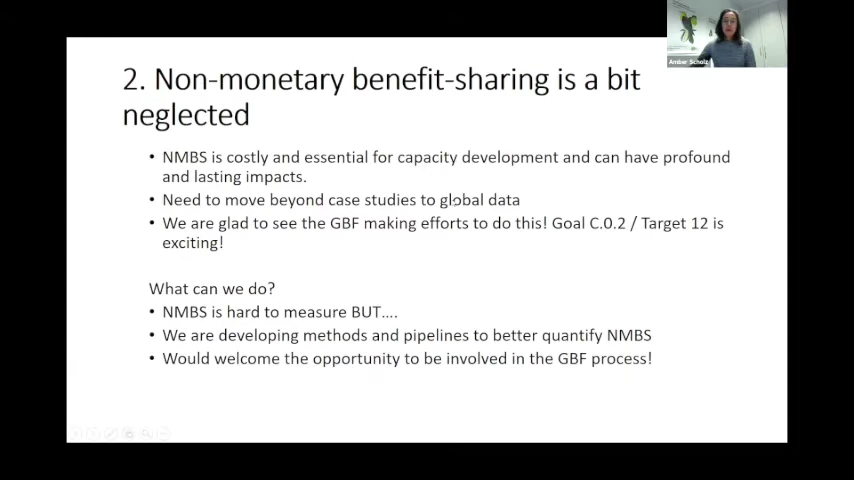 Amber Scholz
2. Non-monetary benefit-sharing is a bit
neglected
• NMBS is costly and essential for capacity development and can have profound
and lasting impacts.
• Need to move beyond case studies to global data
• We are glad to see the GBF making efforts to do this! Goal C.0.2 / Target 12 is
exciting!
What can we do?
• NMBS is hard to measure BUT....
• We are developing methods and pipelines to better quantify NMBS
• Would welcome the opportunity to be involved in the GBF process!